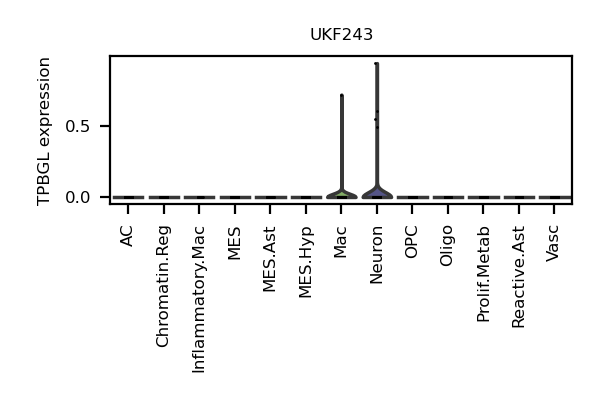 UKF243
TPBGL expression
0.5
0.0
AC
Chromatin.Reg
Inflammatory.Mac
MES
MES.Ast
MES.Hyp
Mac
Neuron
OPC
Oligo
Prolif.Metab
Reactive.Ast
Vasc